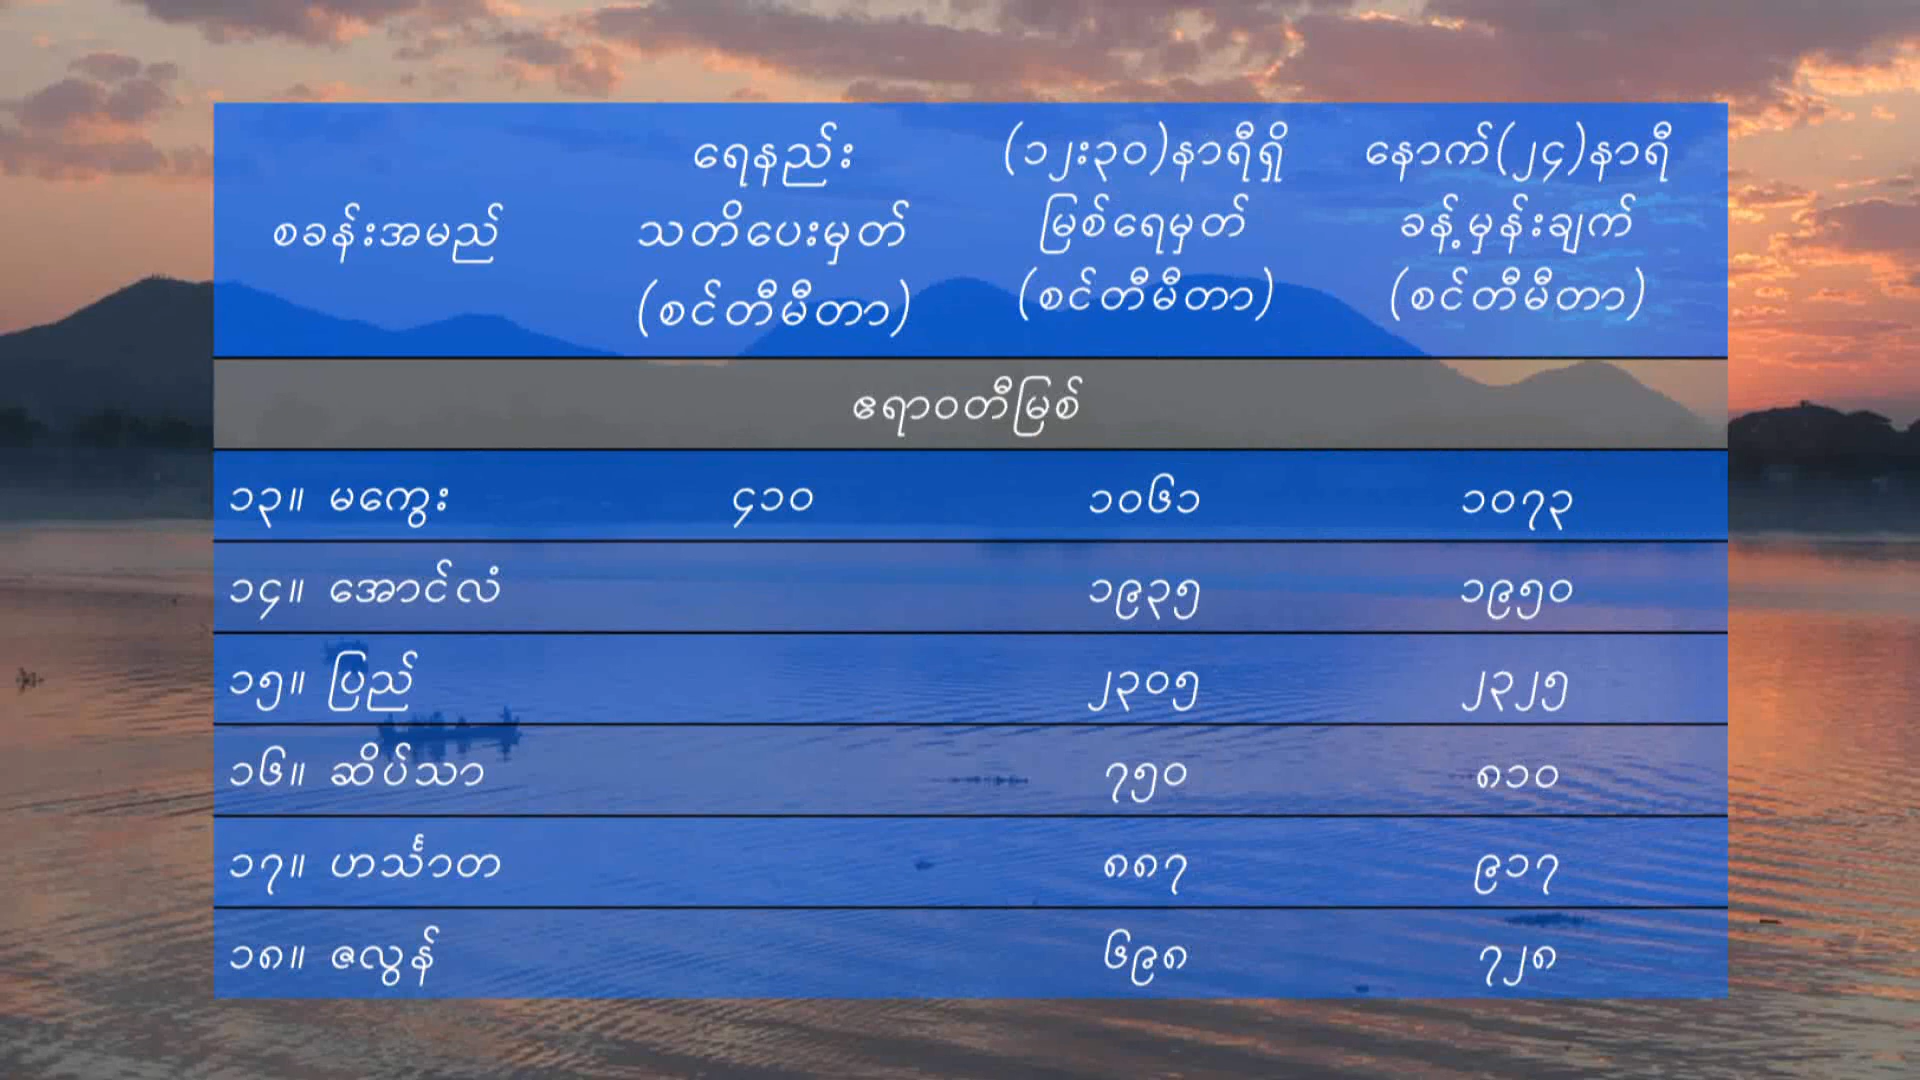 စခန်းအမည်
ရေနည်း
သတိပေးမှတ်
(စင်တီမီတာ)
(၁၂း၃၀)နာရီရှိ
မြစ်ရေမှတ်
(စင်တီမီတာ)
နောက်(၂၄)နာရီ
ခန့်မှန်းချက်
(စင်တီမီတာ)
ဧရာဝတီမြစ်
၁၃။ မကွေး ၄၁၀ ၁၀၆၁ ၁၀၇၃
၁၄။ အောင်လံ ၁၉၃၅ ၁၉၅၀
၁၅။ ပြည် ၂၃၀၅ ၂၃၂၅
၁၆။ ဆိပ်သာ ၇၅၀ ၈၁၀
၁၇။ ဟင်္သာတ ၈၈၇ ၉၁၇
၁၈။ ဇလွန် ၆၉၈ ၇၂၈